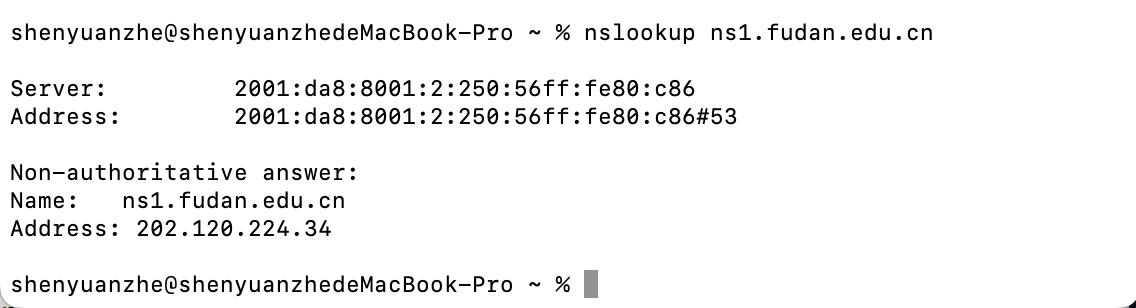 shenyuanzhe@shenyuanzhedeMacBook-Pro ~ % nslookup ns1.fudan.edu.cn
Server: 2001:da8:8001:2:250:56ff:fe80:c86
Address: 2001:da8:8001:2:250:56ff:fe80:c86#53
Non-authoritative answer:
Name: ns1.fudan.edu.cn
Address: 202.120.224.34
shenyuanzhe@shenyuanzhedeMacBook-Pro ~ %